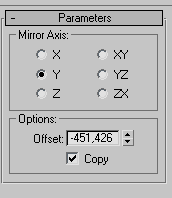 - Parameters
Mirror Axis:
X XY
Y YZ
Z ZX
Options:
Offset: -451,426
Copy